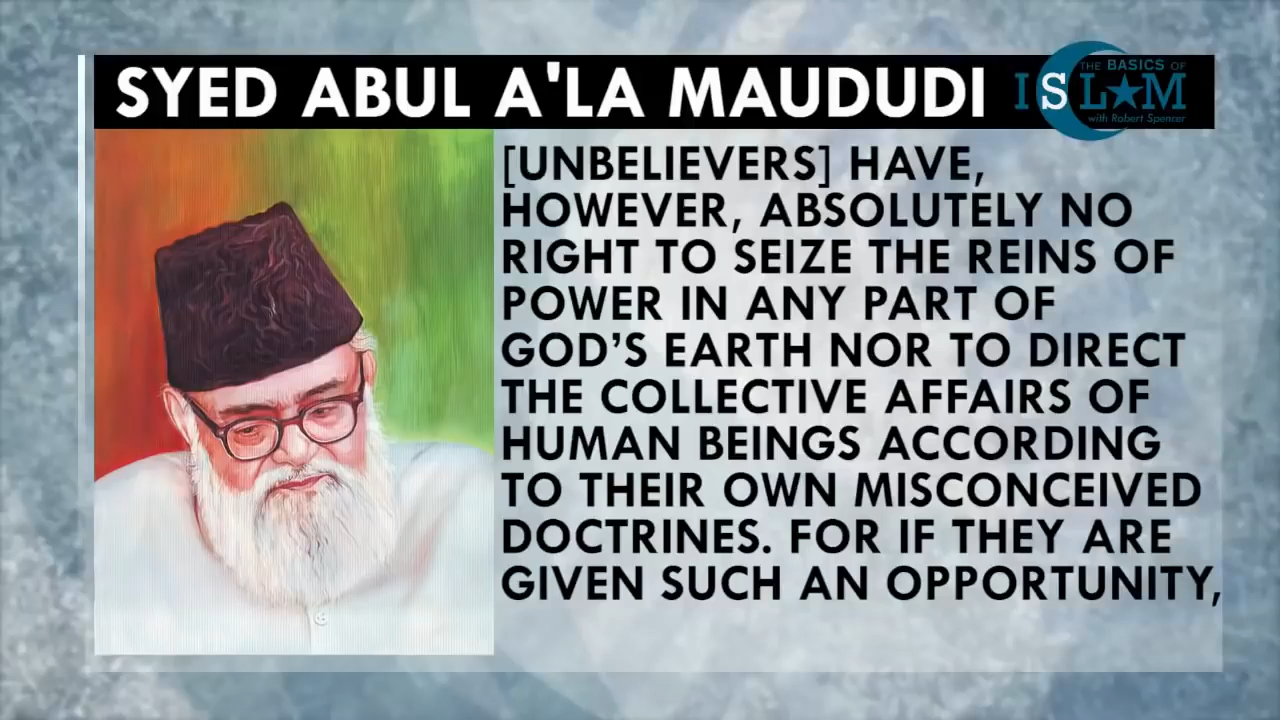 SYED ABUL A'LA MAUDUDI
THE BASICS OF
ISLAM
with Robert Spencer
[UNBELIEVERS] HAVE,
HOWEVER, ABSOLUTELY NO
RIGHT TO SEIZE THE REINS OF
POWER IN ANY PART OF
GOD’S EARTH NOR TO DIRECT
THE COLLECTIVE AFFAIRS OF
HUMAN BEINGS ACCORDING
TO THEIR OWN MISCONCEIVED
DOCTRINES. FOR IF THEY ARE
GIVEN SUCH AN OPPORTUNITY,